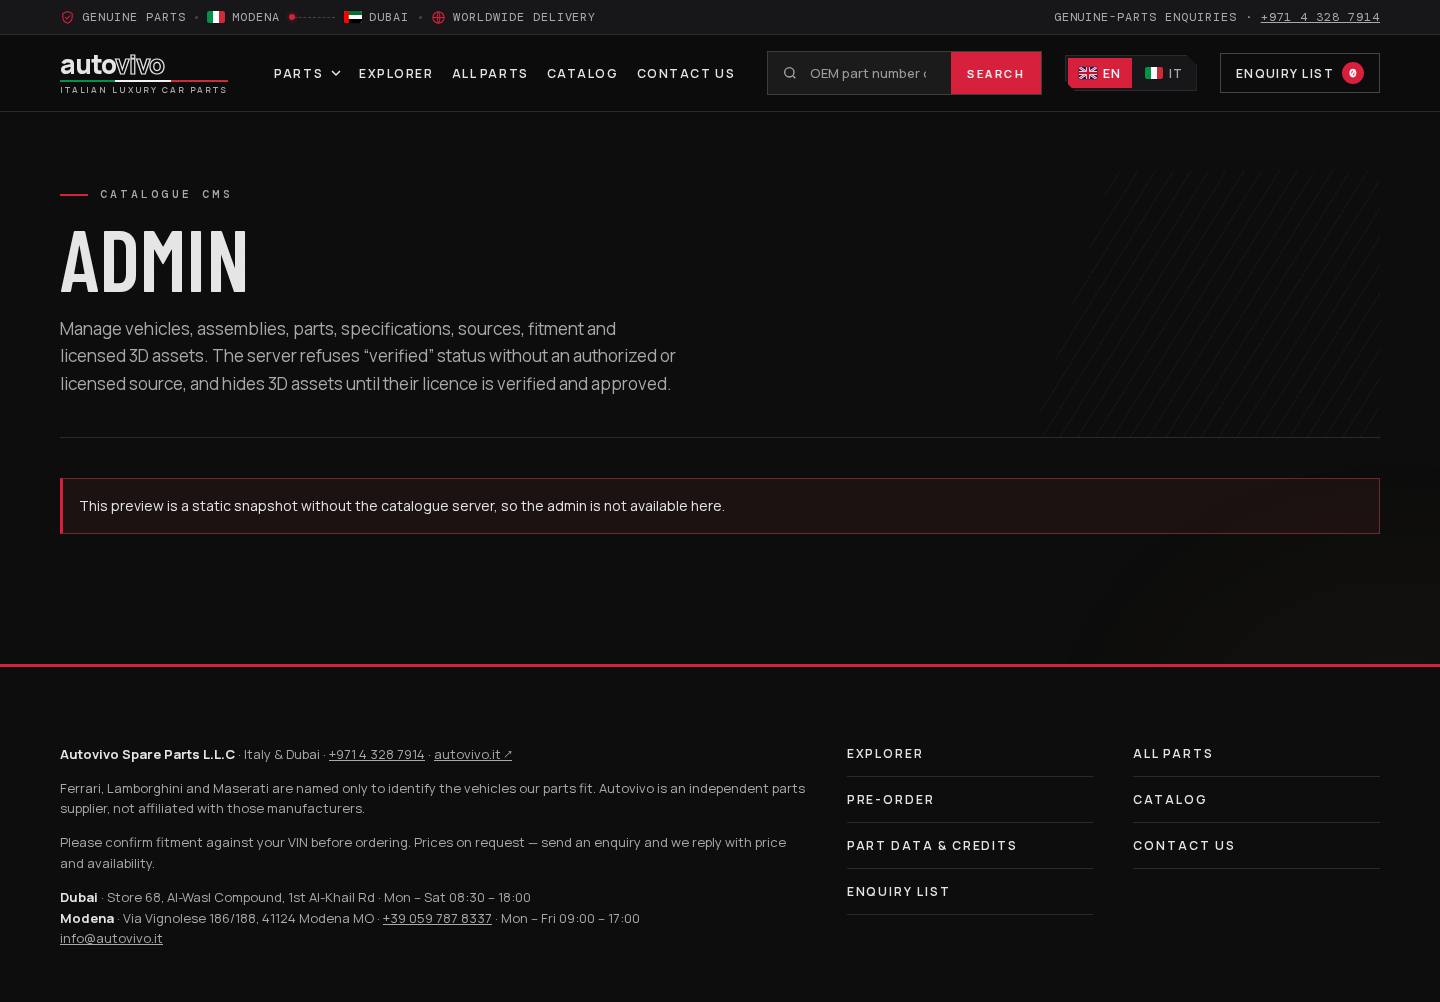 GENUINE PARTS • MODENA DUBAI • WORLDWIDE DELIVERY
GENUINE-PARTS ENQUIRIES · +971 4 328 7914
autovivo
ITALIAN LUXURY CAR PARTS
PARTS EXPLORER ALL PARTS CATALOG CONTACT US
OEM part number
SEARCH
EN IT
ENQUIRY LIST 0
CATALOGUE CMS
ADMIN
Manage vehicles, assemblies, parts, specifications, sources, fitment and
licensed 3D assets. The server refuses “verified” status without an authorized or
licensed source, and hides 3D assets until their licence is verified and approved.
This preview is a static snapshot without the catalogue server, so the admin is not available here.
Autovivo Spare Parts L.L.C · Italy & Dubai · +971 4 328 7914 · autovivo.it ↗
Ferrari, Lamborghini and Maserati are named only to identify the vehicles our parts fit. Autovivo is an independent parts
supplier, not affiliated with those manufacturers.
Please confirm fitment against your VIN before ordering. Prices on request — send an enquiry and we reply with price
and availability.
Dubai · Store 68, Al-Wasl Compound, 1st Al-Khail Rd · Mon – Sat 08:30 – 18:00
Modena · Via Vignolese 186/188, 41124 Modena MO · +39 059 787 8337 · Mon – Fri 09:00 – 17:00
info@autovivo.it
EXPLORER
PRE-ORDER
PART DATA & CREDITS
ENQUIRY LIST
ALL PARTS
CATALOG
CONTACT US